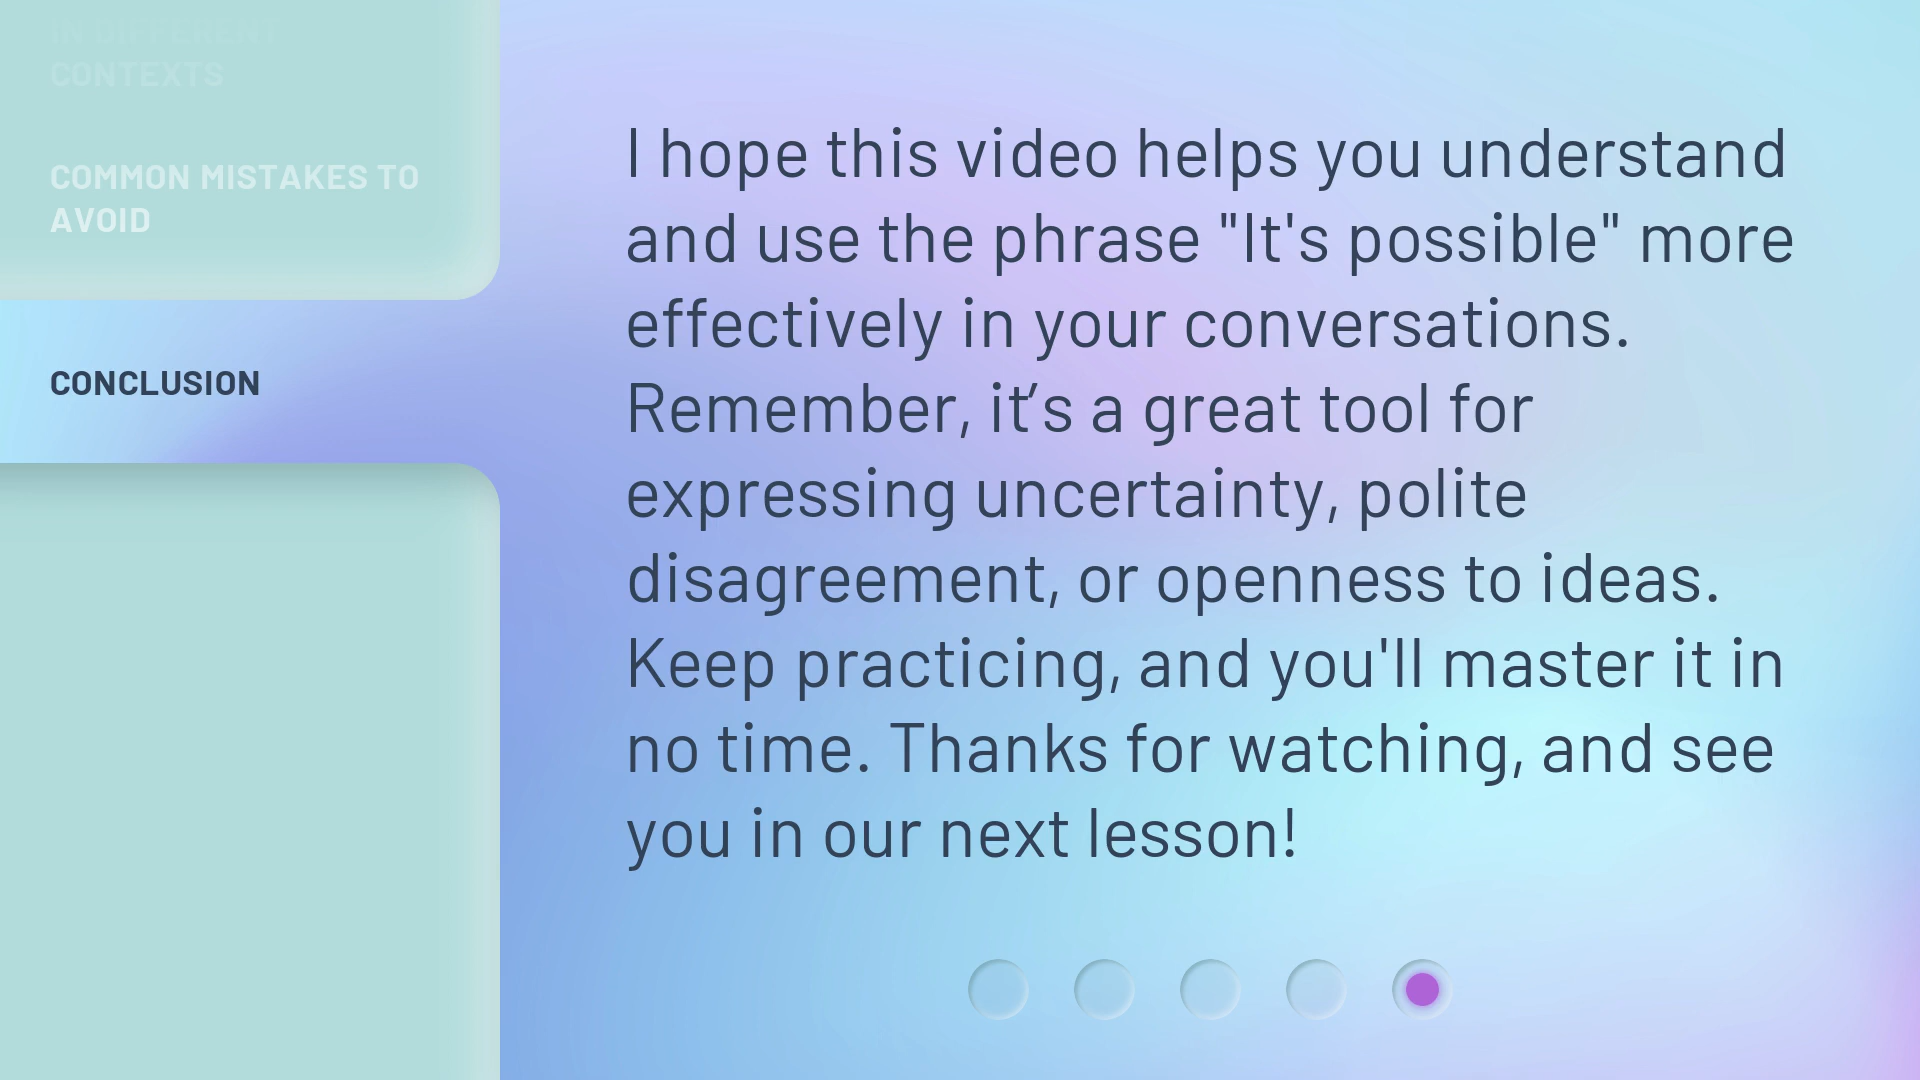 IN DIFFERENT
CONTEXTS
COMMON MISTAKES TO
AVOID
CONCLUSION
I hope this video helps you understand
and use the phrase "It's possible" more
effectively in your conversations.
Remember, it’s a great tool for
expressing uncertainty, polite
disagreement, or openness to ideas.
Keep practicing, and you'll master it in
no time. Thanks for watching, and see
you in our next lesson!